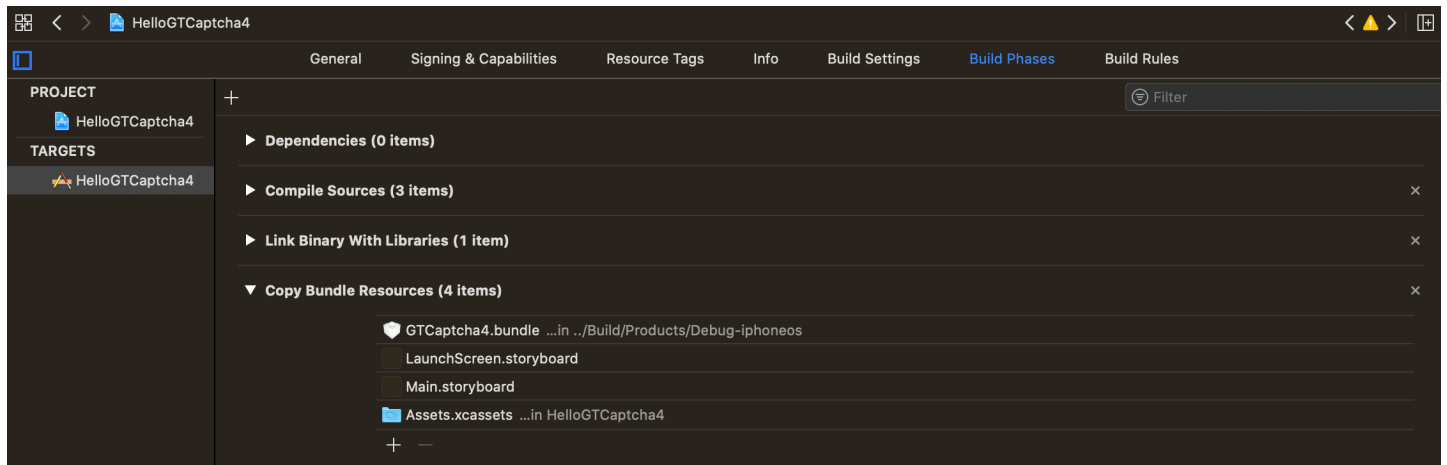 HelloGTCaptcha4
General Signing & Capabilities Resource Tags Info Build Settings Build Phases Build Rules
PROJECT
Filter
HelloGTCaptcha4
TARGETS
HelloGTCaptcha4
Dependencies (0 items)
Compile Sources (3 items)
Link Binary With Libraries (1 item)
Copy Bundle Resources (4 items)
GTCaptcha4.bundle ...in ../Build/Products/Debug-iphoneos
LaunchScreen.storyboard
Main.storyboard
Assets.xcassets ...in HelloGTCaptcha4